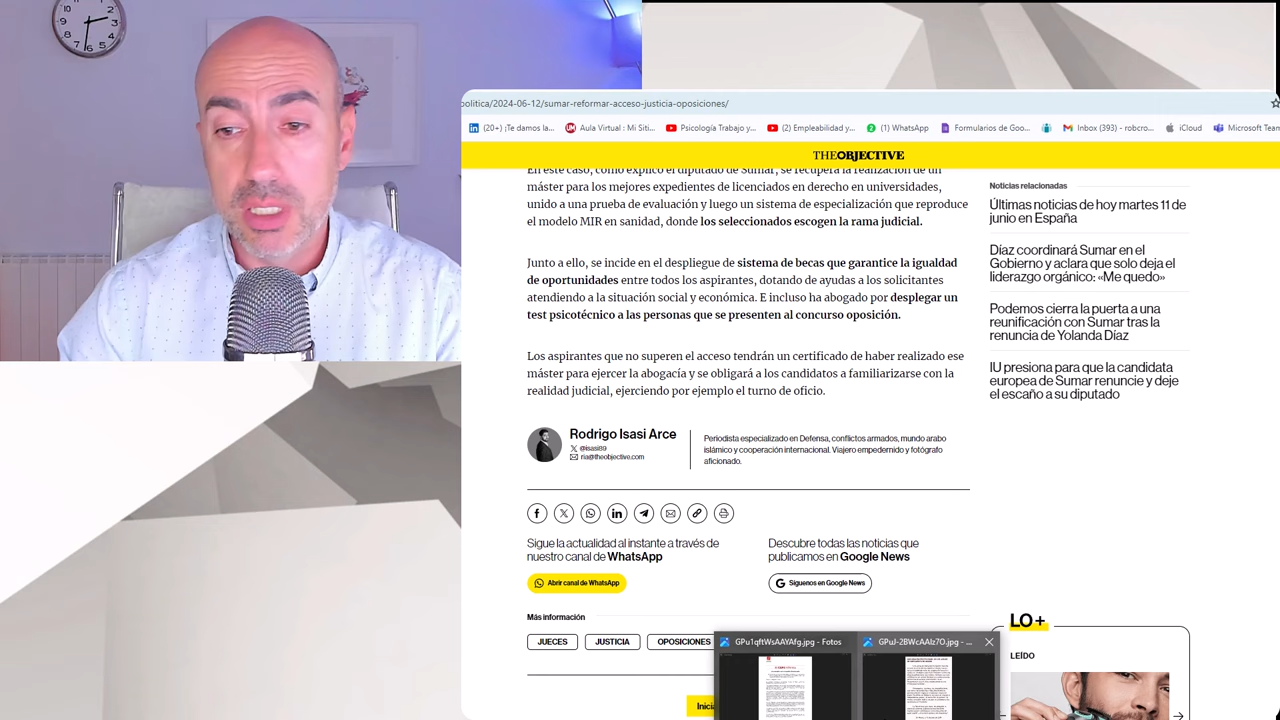 politica/2024-06-12/sumar-reformar-acceso-justicia-oposiciones/
(20+) ¡Te damos la...
Aula Virtual : Mi Siti...
Psicología Trabajo y...
(2) Empleabilidad y...
(1) WhatsApp
Formularios de Goo...
Inbox (393) - robcro...
iCloud
Microsoft Team
THEOBJECTIVE
En este caso, como explicó el diputado de Sumar, se recupera la realización de un
máster para los mejores expedientes de licenciados en derecho en universidades,
unido a una prueba de evaluación y luego un sistema de especialización que reproduce
el modelo MIR en sanidad, donde los seleccionados escogen la rama judicial.
Junto a ello, se incide en el despliegue de sistema de becas que garantice la igualdad
de oportunidades entre todos los aspirantes, dotando de ayudas a los solicitantes
atendiendo a la situación social y económica. E incluso ha abogado por desplegar un
test psicotécnico a las personas que se presenten al concurso oposición.
Los aspirantes que no superen el acceso tendrán un certificado de haber realizado ese
máster para ejercer la abogacía y se obligará a los candidatos a familiarizarse con la
realidad judicial, ejerciendo por ejemplo el turno de oficio.
Rodrigo Isasi Arce
@isasi89
ria@theobjective.com
Periodista especializado en Defensa, conflictos armados, mundo arabo
islámico y cooperación internacional. Viajero empedernido y fotógrafo
aficionado.
Sigue la actualidad al instante a través de
nuestro canal de WhatsApp
Abrir canal de WhatsApp
Descubre todas las noticias que
publicamos en Google News
Síguenos en Google News
Más información
JUECES
JUSTICIA
OPOSICIONES
Inicia
Noticias relacionadas
Últimas noticias de hoy martes 11 de
junio en España
Díaz coordinará Sumar en el
Gobierno y aclara que solo deja el
liderazgo orgánico: «Me quedo»
Podemos cierra la puerta a una
reunificación con Sumar tras la
renuncia de Yolanda Díaz
IU presiona para que la candidata
europea de Sumar renuncie y deje
el escaño a su diputado
LO+
LEÍDO
GPu1qftWsAAYAfg.jpg - Fotos
GPuJ-2BWcAAIz7O.jpg - ...